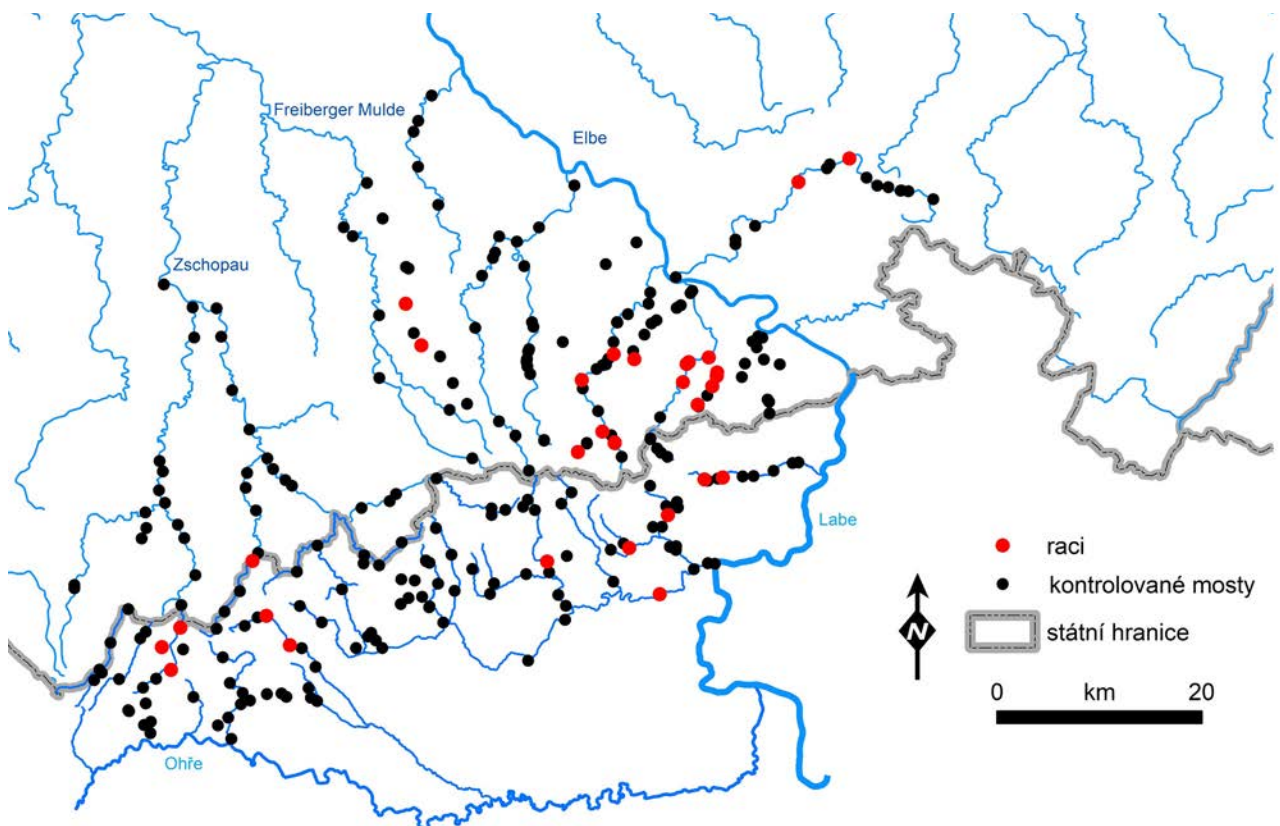 Freiberger Mulde
Elbe
Zschopau
Labe
Ohře
raci
kontrolované mosty
státní hranice
N
0 km 20